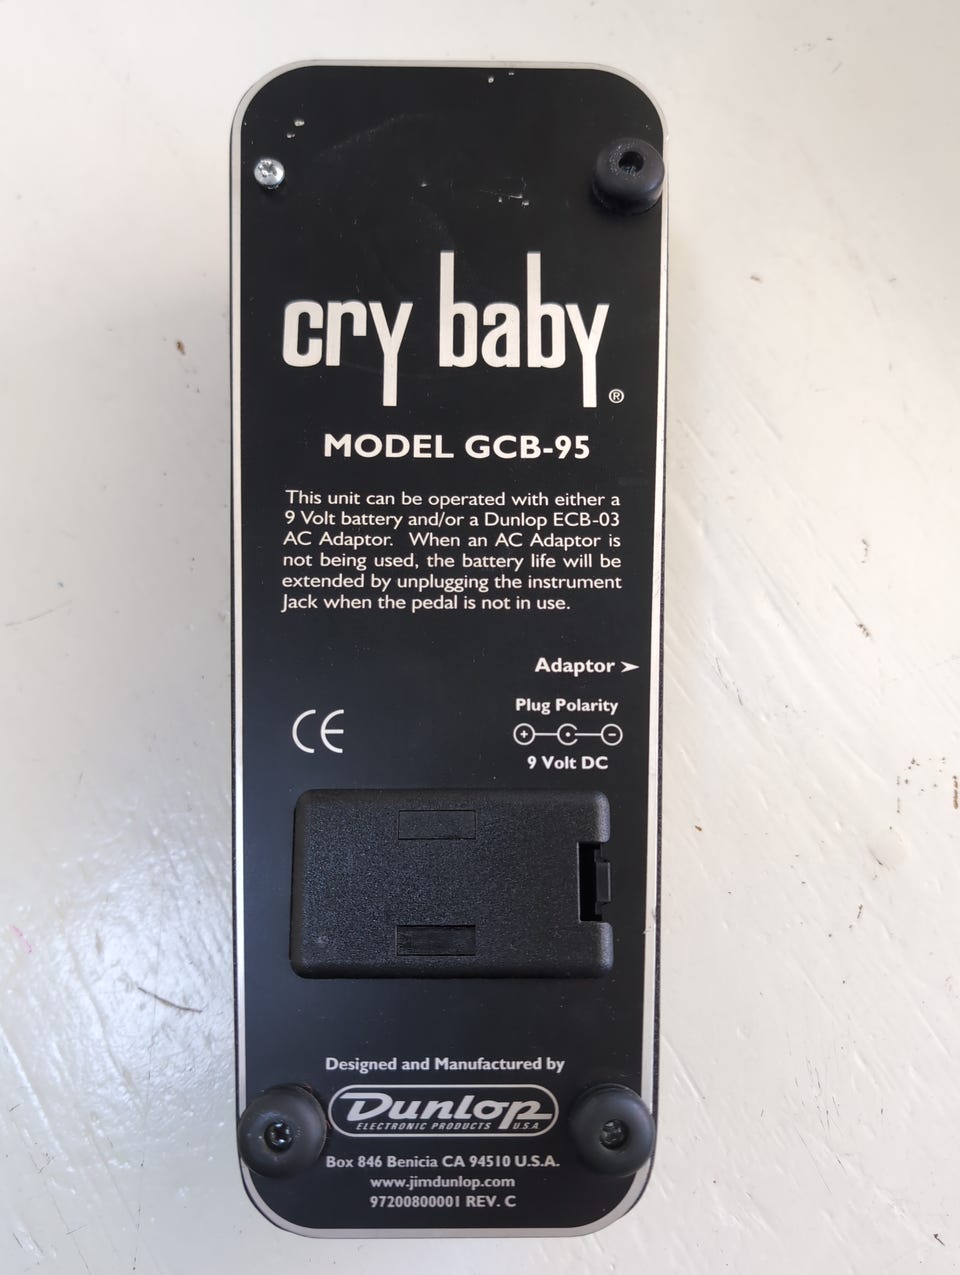 cry baby®
MODEL GCB-95
This unit can be operated with either a
9 Volt battery and/or a Dunlop ECB-03
AC Adaptor. When an AC Adaptor is
not being used, the battery life will be
extended by unplugging the instrument
Jack when the pedal is not in use.
Adaptor ➤
Plug Polarity
+ -
CE
9 Volt DC
Designed and Manufactured by
Dunlop
ELECTRONIC PRODUCTS U.S.A
Box 846 Benicia CA 94510 U.S.A.
www.jimdunlop.com
97200800001 REV. C